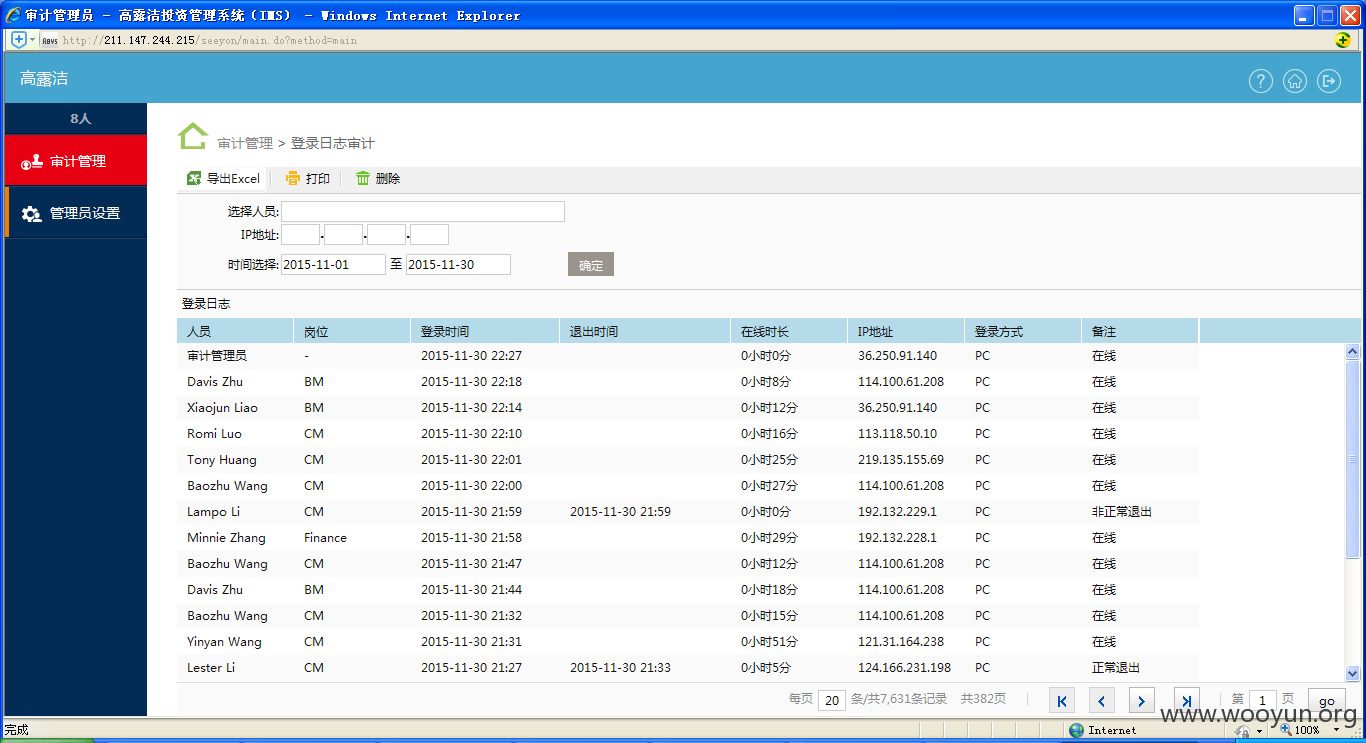 审计管理员 - 高露洁投资管理系统（IMS） - Windows Internet Explorer
http://211.147.244.215/seeyon/main.do?method=main
高露洁
8人
审计管理
管理员设置
审计管理 > 登录日志审计
导出Excel 打印 删除
选择人员:
IP地址: . . .
时间选择: 2015-11-01 至 2015-11-30 确定
登录日志
人员 岗位 登录时间 退出时间 在线时长 IP地址 登录方式 备注
审计管理员 - 2015-11-30 22:27 0小时0分 36.250.91.140 PC 在线
Davis Zhu BM 2015-11-30 22:18 0小时8分 114.100.61.208 PC 在线
Xiaojun Liao BM 2015-11-30 22:14 0小时12分 36.250.91.140 PC 在线
Romi Luo CM 2015-11-30 22:10 0小时16分 113.118.50.10 PC 在线
Tony Huang CM 2015-11-30 22:01 0小时25分 219.135.155.69 PC 在线
Baozhu Wang CM 2015-11-30 22:00 0小时27分 114.100.61.208 PC 在线
Lampo Li CM 2015-11-30 21:59 2015-11-30 21:59 0小时0分 192.132.229.1 PC 非正常退出
Minnie Zhang Finance 2015-11-30 21:58 0小时29分 192.132.228.1 PC 在线
Baozhu Wang CM 2015-11-30 21:47 0小时12分 114.100.61.208 PC 在线
Davis Zhu BM 2015-11-30 21:44 0小时18分 114.100.61.208 PC 在线
Baozhu Wang CM 2015-11-30 21:32 0小时15分 114.100.61.208 PC 在线
Yinyan Wang CM 2015-11-30 21:31 0小时51分 121.31.164.238 PC 在线
Lester Li CM 2015-11-30 21:27 2015-11-30 21:33 0小时5分 124.166.231.198 PC 正常退出
每页 20 条/共7,631条记录 共382页 第 1 页 go
www.wooyun.org
完成 Internet 100%